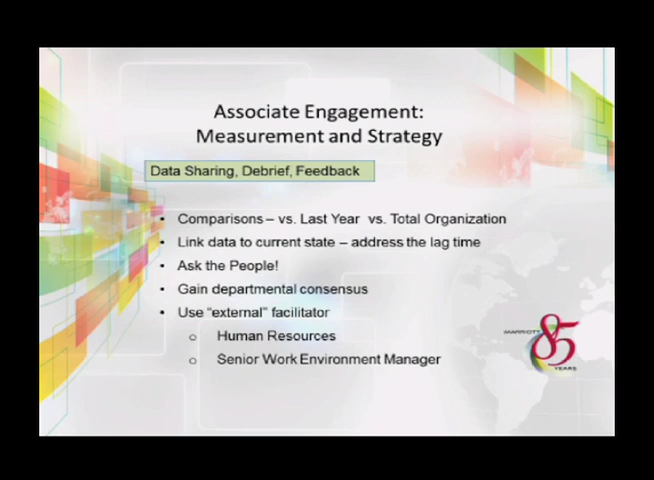 Associate Engagement:
Measurement and Strategy
Data Sharing, Debrief, Feedback
• Comparisons – vs. Last Year vs. Total Organization
• Link data to current state – address the lag time
• Ask the People!
• Gain departmental consensus
• Use “external” facilitator
o Human Resources
o Senior Work Environment Manager
MARRIOTT 85
YEARS